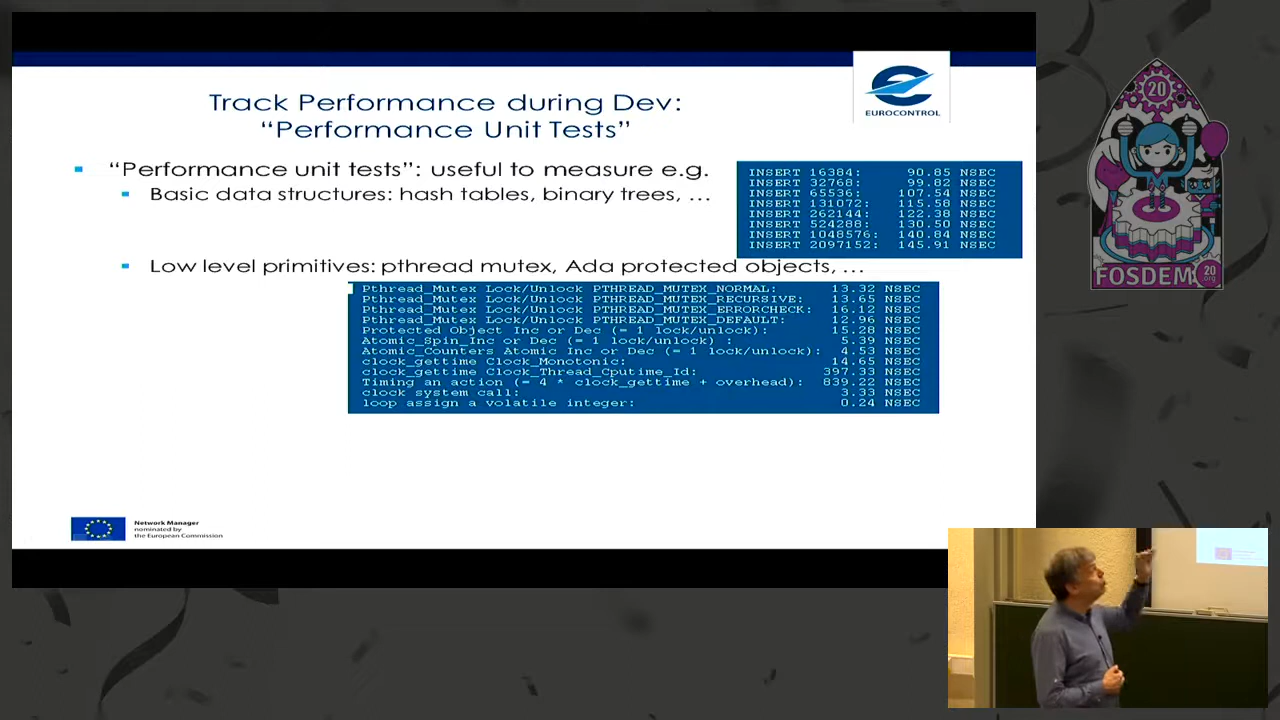 Track Performance during Dev:
“Performance Unit Tests”
EUROCONTROL
“Performance unit tests”: useful to measure e.g.
Basic data structures: hash tables, binary trees, …
INSERT 16384: 90.85 NSEC
INSERT 32768: 99.82 NSEC
INSERT 65536: 107.54 NSEC
INSERT 131072: 115.58 NSEC
INSERT 262144: 122.38 NSEC
INSERT 524288: 130.50 NSEC
INSERT 1048576: 140.84 NSEC
INSERT 2097152: 145.91 NSEC
Low level primitives: pthread mutex, Ada protected objects, …
Pthread_Mutex Lock/Unlock PTHREAD_MUTEX_NORMAL: 13.32 NSEC
Pthread_Mutex Lock/Unlock PTHREAD_MUTEX_RECURSIVE: 13.65 NSEC
Pthread_Mutex Lock/Unlock PTHREAD_MUTEX_ERRORCHECK: 16.12 NSEC
Pthread_Mutex Lock/Unlock PTHREAD_MUTEX_DEFAULT: 12.96 NSEC
Protected Object Inc or Dec (= 1 lock/unlock): 15.28 NSEC
Atomic_Spin_Inc or Dec (= 1 lock/unlock) : 5.39 NSEC
Atomic_Counters Atomic Inc or Dec (= 1 lock/unlock): 4.53 NSEC
clock_gettime Clock_Monotonic: 14.65 NSEC
clock_gettime Clock_Thread_Cputime_Id: 397.33 NSEC
Timing an action (= 4 * clock_gettime + overhead): 839.22 NSEC
clock system call: 3.33 NSEC
loop assign a volatile integer: 0.24 NSEC
Network Manager
nominated by
the European Commission
20
FOSDEM 20
.org